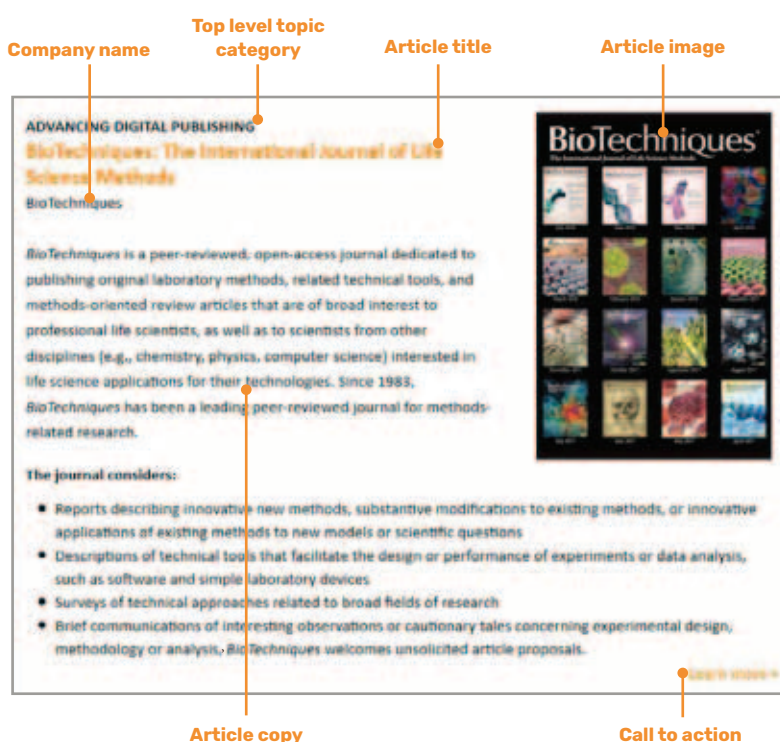 Top level topic
category
Company name
Article title
Article image
ADVANCING DIGITAL PUBLISHING
BioTechniques: The International Journal of Life
Science Methods
BioTechniques
BioTechniques
The International Journal of Life Science Methods
BioTechniques is a peer-reviewed, open-access journal dedicated to
publishing original laboratory methods, related technical tools, and
methods-oriented review articles that are of broad interest to
professional life scientists, as well as to scientists from other
disciplines (e.g., chemistry, physics, computer science) interested in
life science applications for their technologies. Since 1983,
BioTechniques has been a leading peer-reviewed journal for methods-
related research.
The journal considers:
• Reports describing innovative new methods, substantive modifications to existing methods, or innovative
applications of existing methods to new models or scientific questions
• Descriptions of technical tools that facilitate the design or performance of experiments or data analysis,
such as software and simple laboratory devices
• Surveys of technical approaches related to broad fields of research
• Brief communications of interesting observations or cautionary tales concerning experimental design,
methodology or analysis. BioTechniques welcomes unsolicited article proposals.
Learn more
Article copy
Call to action